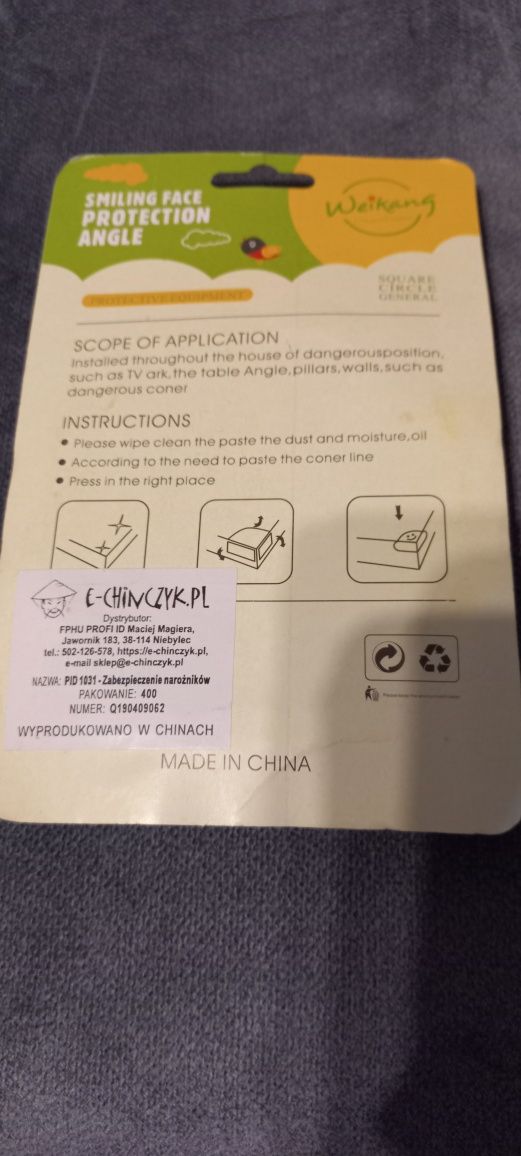 SMILING FACE
PROTECTION
ANGLE
Weikang
PROTECTIVE EQUIPMENT
SQUARE
CIRCLE
GENERAL
SCOPE OF APPLICATION
Installed throughout the house of dangerousposition,
such as TV ark,the table Angle,pillars,walls,such as
dangerous coner
INSTRUCTIONS
• Please wipe clean the paste the dust and moisture,oil
• According to the need to paste the coner line
• Press in the right place
E-CHIŃCZYK.PL
Dystrybutor:
FPHU PROFI ID Maciej Magiera,
Jawornik 183, 38-114 Niebylec
tel.: 502-126-578, https://e-chinczyk.pl,
e-mail sklep@e-chinczyk.pl
NAZWA: PID 1031 - Zabezpieczenie narożników
PAKOWANIE: 400
NUMER: Q190409062
WYPRODUKOWANO W CHINACH
MADE IN CHINA